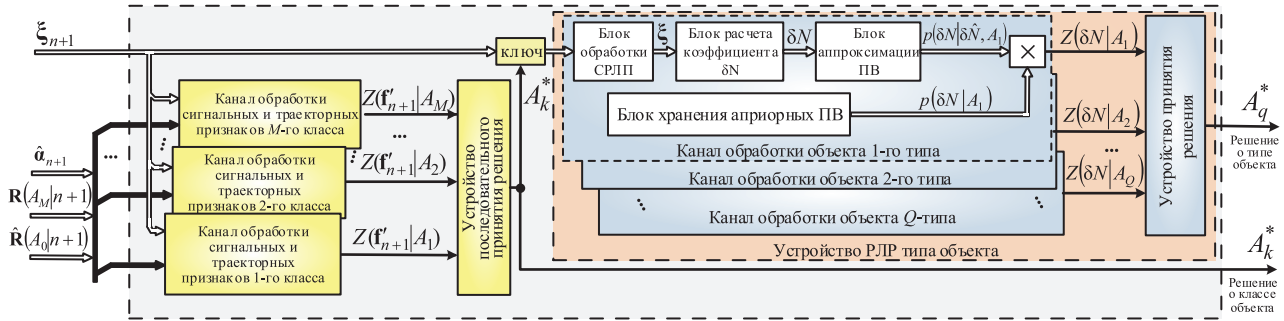 ξₙ₊₁
α̂ₙ₊₁
R(A_M|n+1)
R̂(A₀|n+1)
Канал обработки
сигнальных и траекторных
признаков M-го класса
...
Канал обработки
сигнальных и
траекторных
признаков 2-го класса
Канал обработки
сигнальных и
траекторных
признаков 1-го класса
Z(f′ₙ₊₁|A_M)
...
Z(f′ₙ₊₁|A₂)
Z(f′ₙ₊₁|A₁)
Устройство
последовательного
принятия решения
ключ
A*ₖ
Блок
обработки
СРЛП
ξ
Блок расчета
коэффициента
δN
δN
Блок
аппроксимации
ПВ
p(δN|δN̂, A₁)
×
Блок хранения априорных ПВ
p(δN|A₁)
Канал обработки объекта 1-го типа
Канал обработки объекта 2-го типа
...
Канал обработки объекта Q-типа
...
Устройство РЛР типа объекта
Z(δN|A₁)
Z(δN|A₂)
...
Z(δN|A_Q)
Устройство принятия
решения
A*_q
Решение
о типе
объекта
A*ₖ
Решение
о классе
объекта